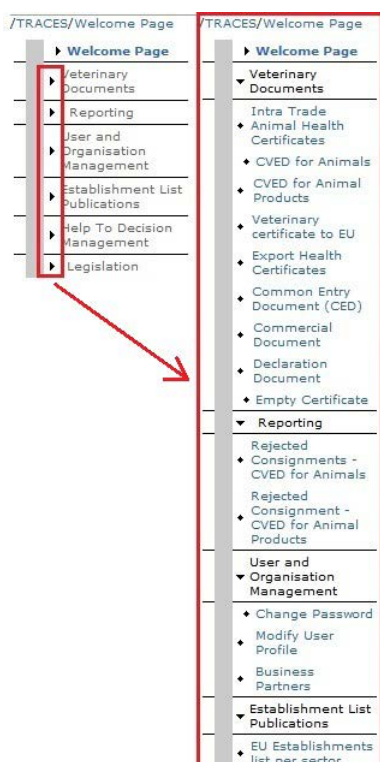 /TRACES/Welcome Page
Welcome Page
Veterinary
Documents
Reporting
User and
Organisation
Management
Establishment List
Publications
Help To Decision
Management
Legislation
/TRACES/Welcome Page
Welcome Page
Veterinary
Documents
Intra Trade
Animal Health
Certificates
CVED for Animals
CVED for Animal
Products
Veterinary
certificate to EU
Export Health
Certificates
Common Entry
Document (CED)
Commercial
Document
Declaration
Document
Empty Certificate
Reporting
Rejected
Consignments -
CVED for Animals
Rejected
Consignment -
CVED for Animal
Products
User and
Organisation
Management
Change Password
Modify User
Profile
Business
Partners
Establishment List
Publications
EU Establishments
list per sector